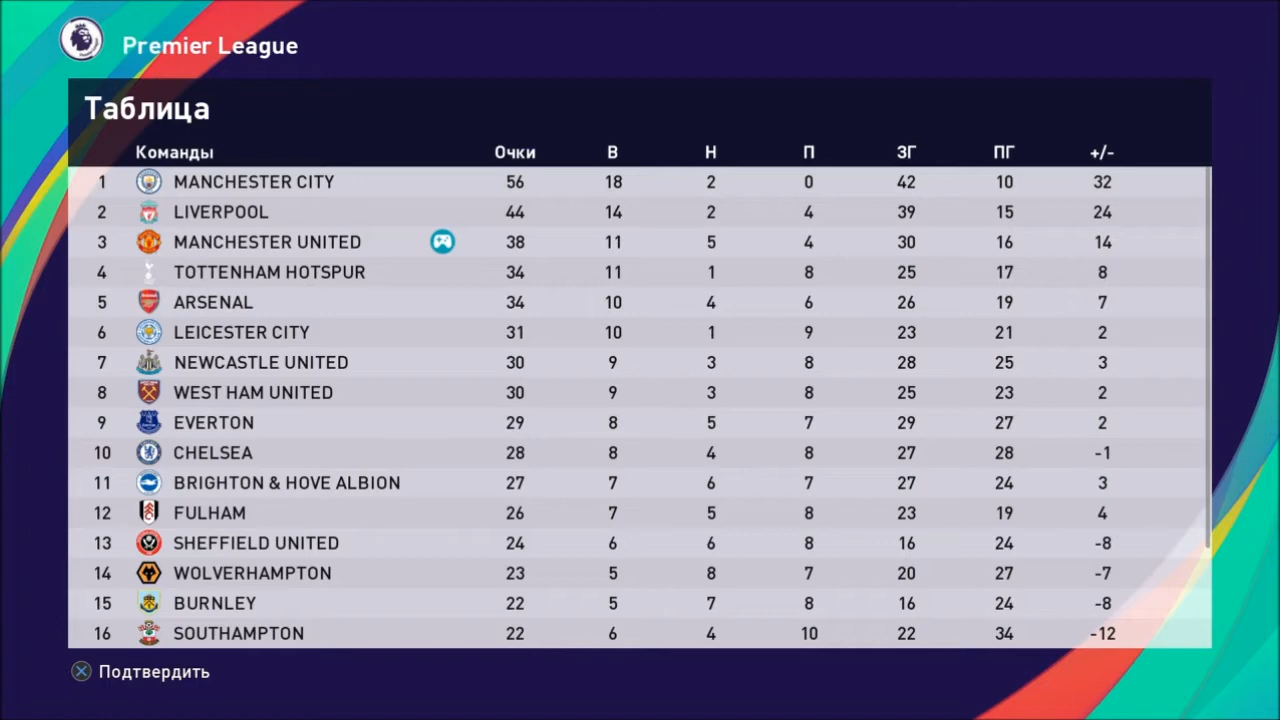 Premier League
Таблица
Команды Очки В Н П ЗГ ПГ +/-
1 MANCHESTER CITY 56 18 2 0 42 10 32
2 LIVERPOOL 44 14 2 4 39 15 24
3 MANCHESTER UNITED 38 11 5 4 30 16 14
4 TOTTENHAM HOTSPUR 34 11 1 8 25 17 8
5 ARSENAL 34 10 4 6 26 19 7
6 LEICESTER CITY 31 10 1 9 23 21 2
7 NEWCASTLE UNITED 30 9 3 8 28 25 3
8 WEST HAM UNITED 30 9 3 8 25 23 2
9 EVERTON 29 8 5 7 29 27 2
10 CHELSEA 28 8 4 8 27 28 -1
11 BRIGHTON & HOVE ALBION 27 7 6 7 27 24 3
12 FULHAM 26 7 5 8 23 19 4
13 SHEFFIELD UNITED 24 6 6 8 16 24 -8
14 WOLVERHAMPTON 23 5 8 7 20 27 -7
15 BURNLEY 22 5 7 8 16 24 -8
16 SOUTHAMPTON 22 6 4 10 22 34 -12
Подтвердить